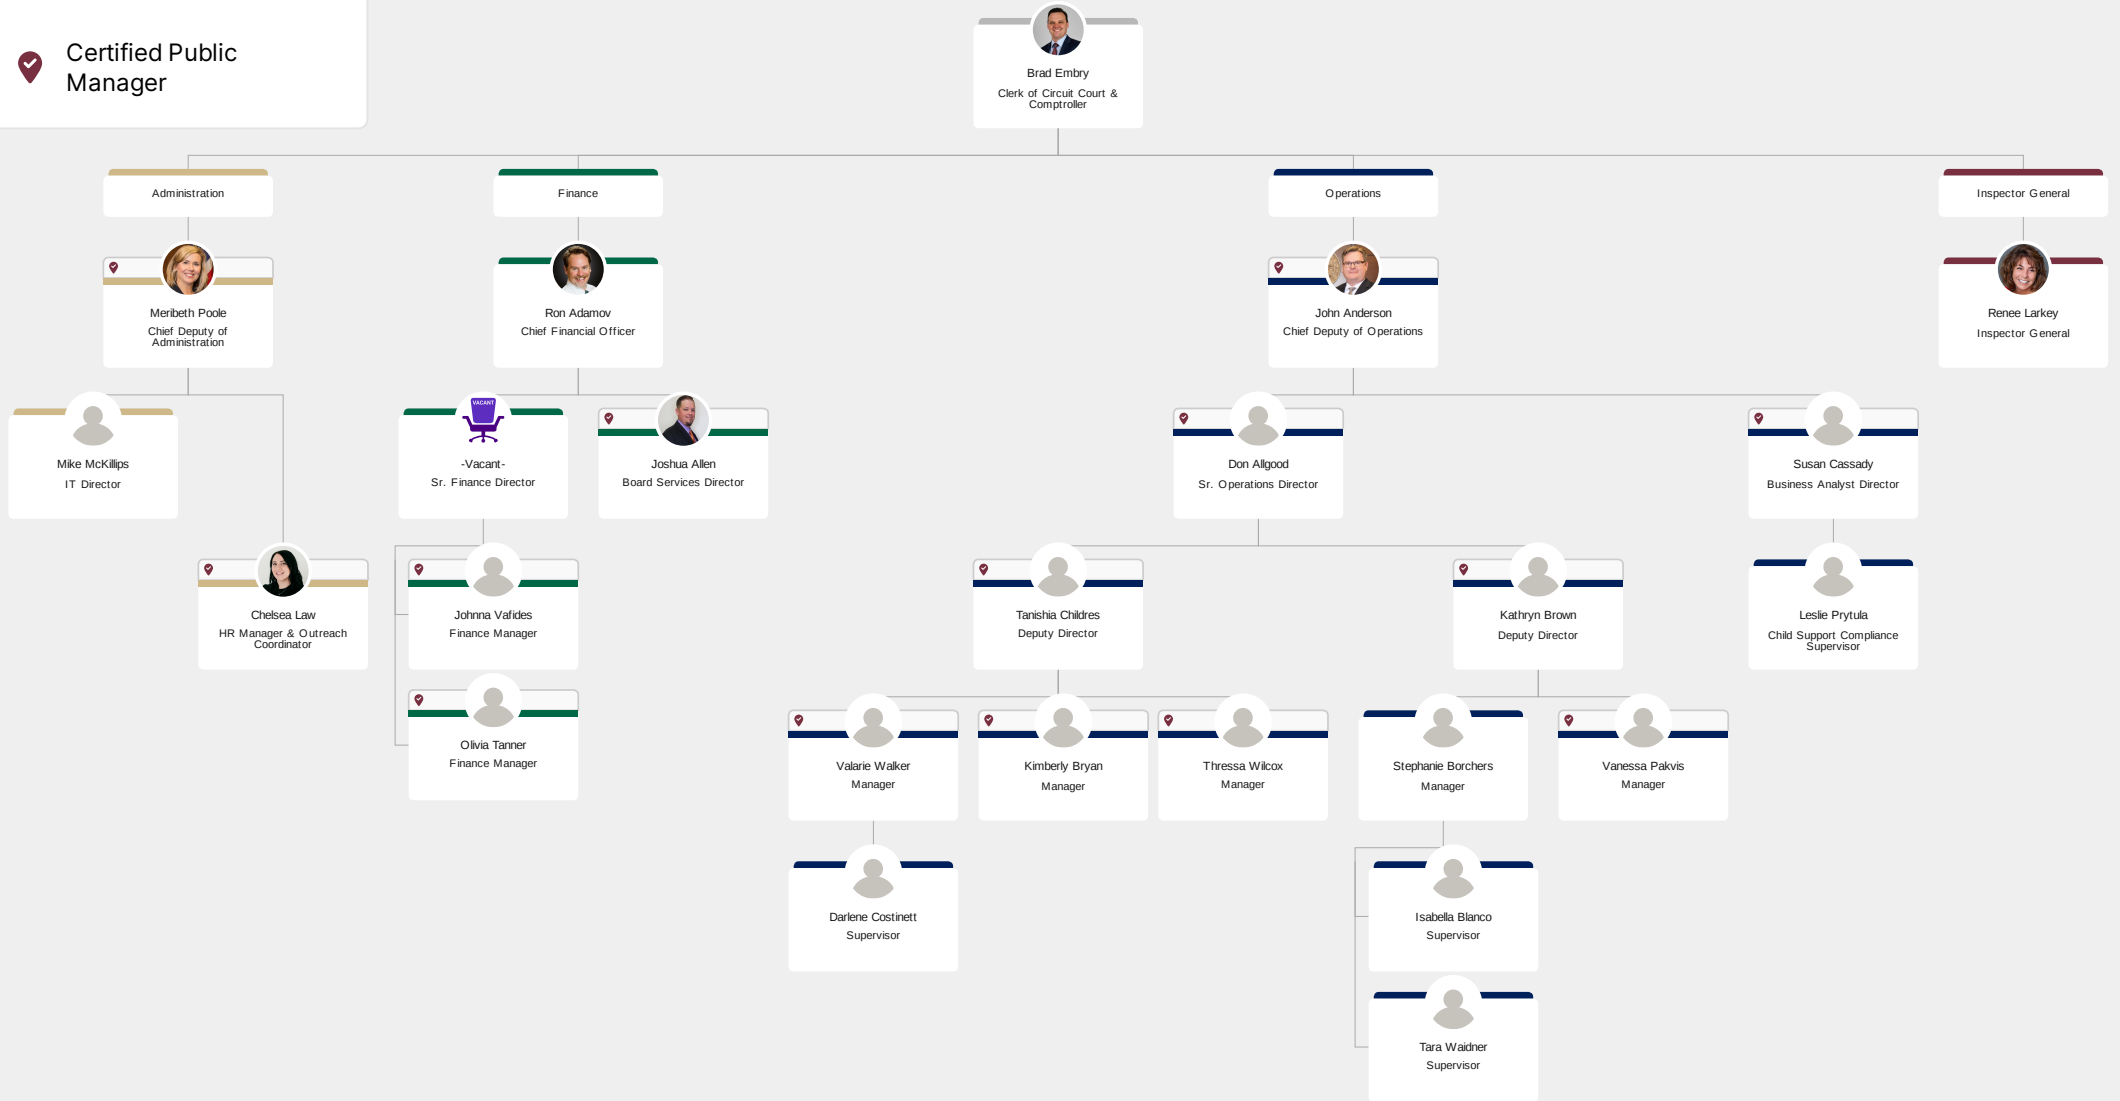 Certified Public
Manager
Brad Embry
Clerk of Circuit Court &
Comptroller
Administration
Finance
Operations
Inspector General
Meribeth Poole
Chief Deputy of
Administration
Ron Adamov
Chief Financial Officer
John Anderson
Chief Deputy of Operations
Renee Larkey
Inspector General
Mike McKillips
IT Director
VACANT
-Vacant-
Sr. Finance Director
Joshua Allen
Board Services Director
Don Allgood
Sr. Operations Director
Susan Cassady
Business Analyst Director
Chelsea Law
HR Manager & Outreach
Coordinator
Johnna Vafides
Finance Manager
Tanishia Childres
Deputy Director
Kathryn Brown
Deputy Director
Leslie Prytula
Child Support Compliance
Supervisor
Olivia Tanner
Finance Manager
Valarie Walker
Manager
Kimberly Bryan
Manager
Thressa Wilcox
Manager
Stephanie Borchers
Manager
Vanessa Pakvis
Manager
Darlene Costinett
Supervisor
Isabella Blanco
Supervisor
Tara Waidner
Supervisor